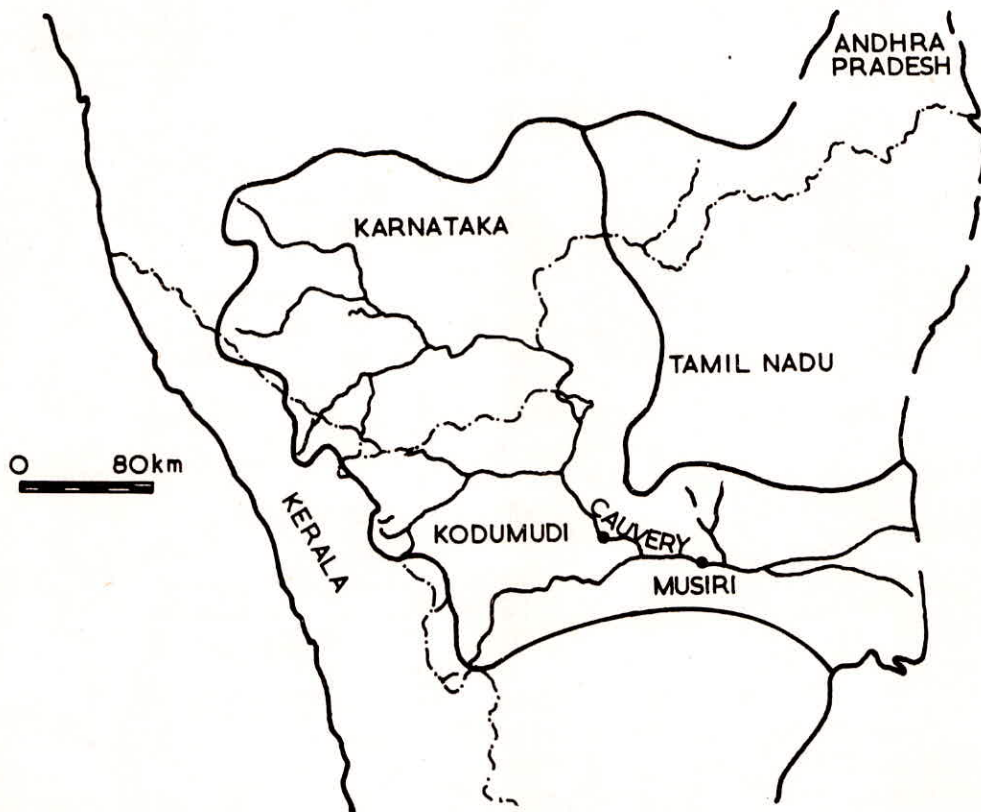 ANDHRA
PRADESH
KARNATAKA
TAMIL NADU
0 80km
KERALA
KODUMUDI
CAUVERY
MUSIRI